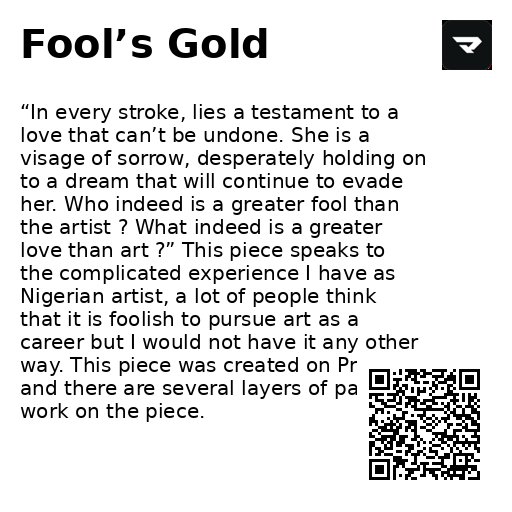 Fool’s Gold
“In every stroke, lies a testament to a
love that can’t be undone. She is a
visage of sorrow, desperately holding on
to a dream that will continue to evade
her. Who indeed is a greater fool than
the artist ? What indeed is a greater
love than art ?” This piece speaks to
the complicated experience I have as
Nigerian artist, a lot of people think
that it is foolish to pursue art as a
career but I would not have it any other
way. This piece was created on Pr
and there are several layers of pa
work on the piece.